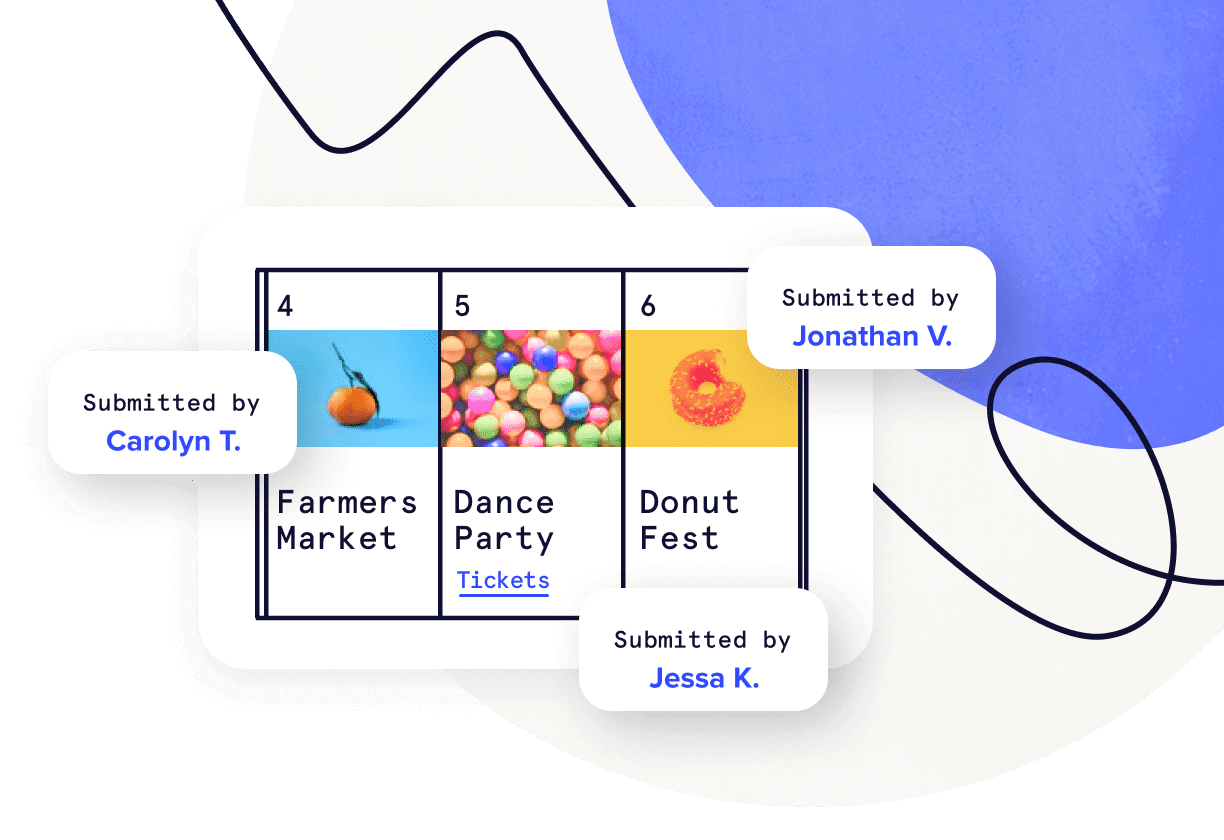 4
5
6
Submitted by
Jonathan V.
Submitted by
Carolyn T.
Farmers
Market
Dance
Party
Tickets
Donut
Fest
Submitted by
Jessa K.